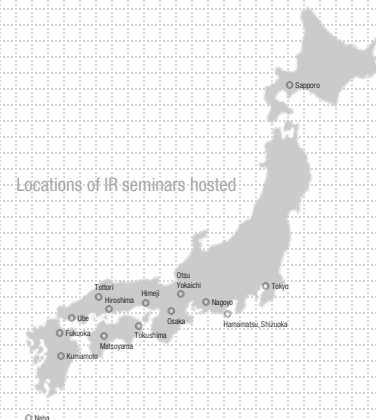 Sapporo
Locations of IR seminars hosted
Otsu
Yokaichi
Tottori
Himeji
Tokyo
Hiroshima
Nagoyo
Ube
Osaka
Hamamatsu, Shizuoka
Fukuoka
Tokushima
Matsuyama
Kumamoto
Naha